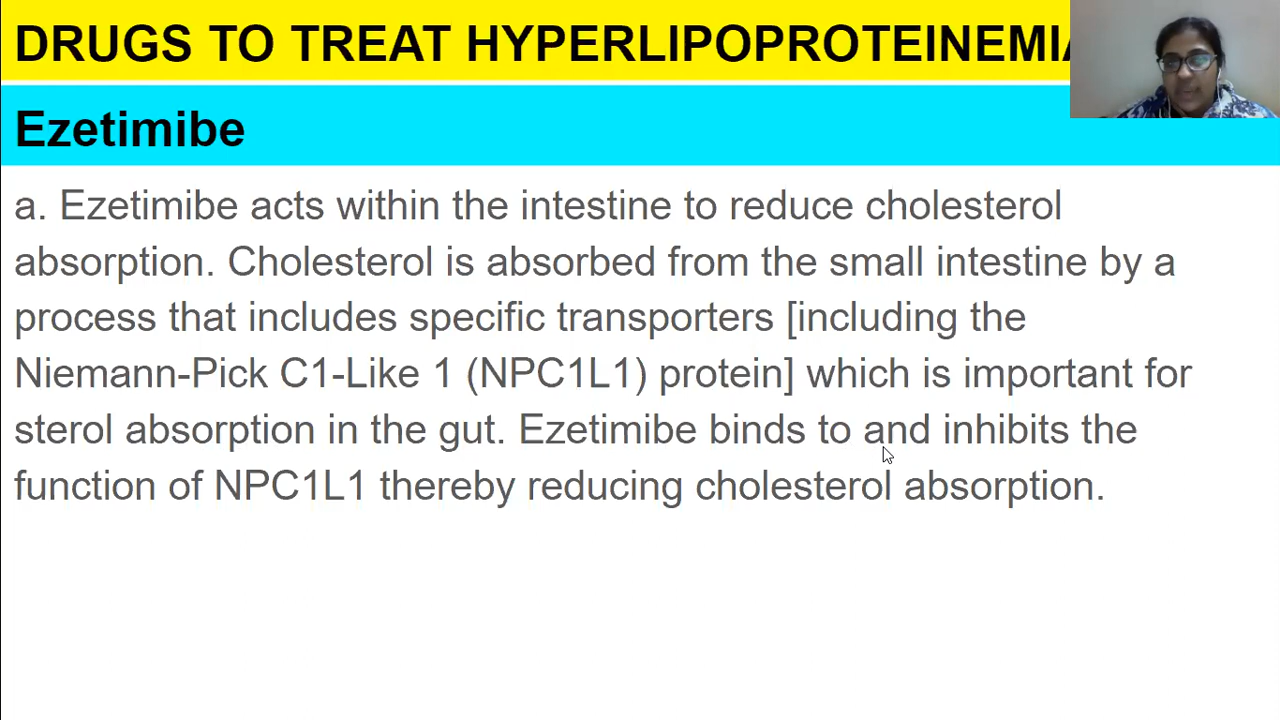 DRUGS TO TREAT HYPERLIPOPROTEINEMIA
Ezetimibe
a. Ezetimibe acts within the intestine to reduce cholesterol
absorption. Cholesterol is absorbed from the small intestine by a
process that includes specific transporters [including the
Niemann-Pick C1-Like 1 (NPC1L1) protein] which is important for
sterol absorption in the gut. Ezetimibe binds to and inhibits the
function of NPC1L1 thereby reducing cholesterol absorption.